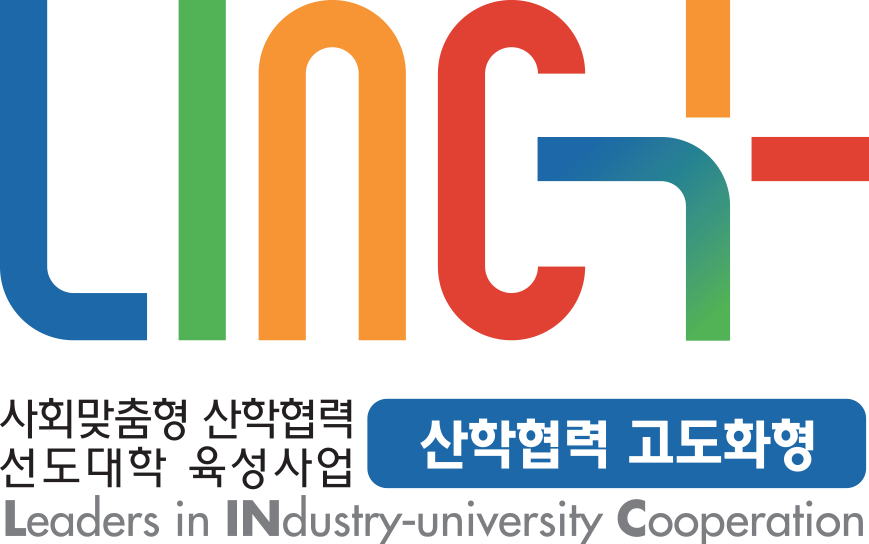 LINC+
사회맞춤형 산학협력
선도대학 육성사업
산학협력 고도화형
Leaders in INdustry-university Cooperation